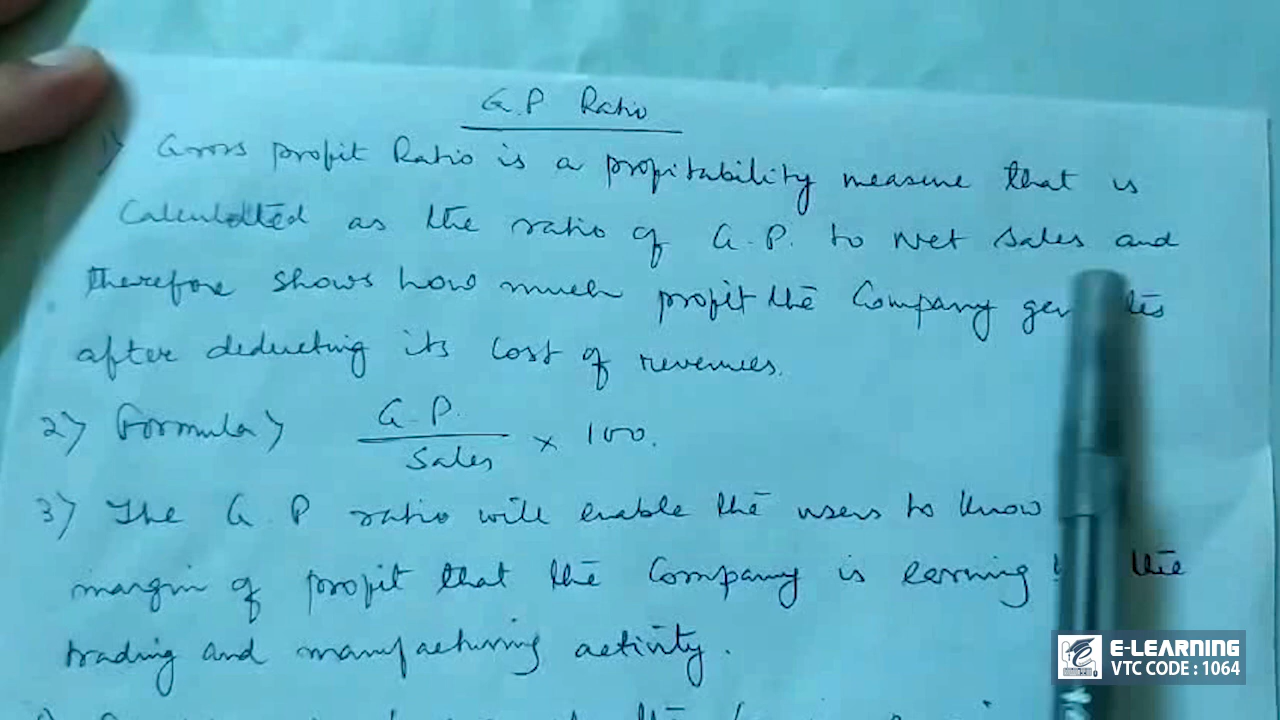 G.P Ratio
1) Gross profit Ratio is a profitability measure that is
Calculated as the ratio of G.P. to Net Sales and
therefore shows how much profit the Company
after deducting its cost of revenues.
2) Formula) G.P. / Sales × 100.
3) The G.P ratio will enable the users to know
margin of profit that the Company is earning the
trading and manufacturing activity.
E-LEARNING
VTC CODE : 1064